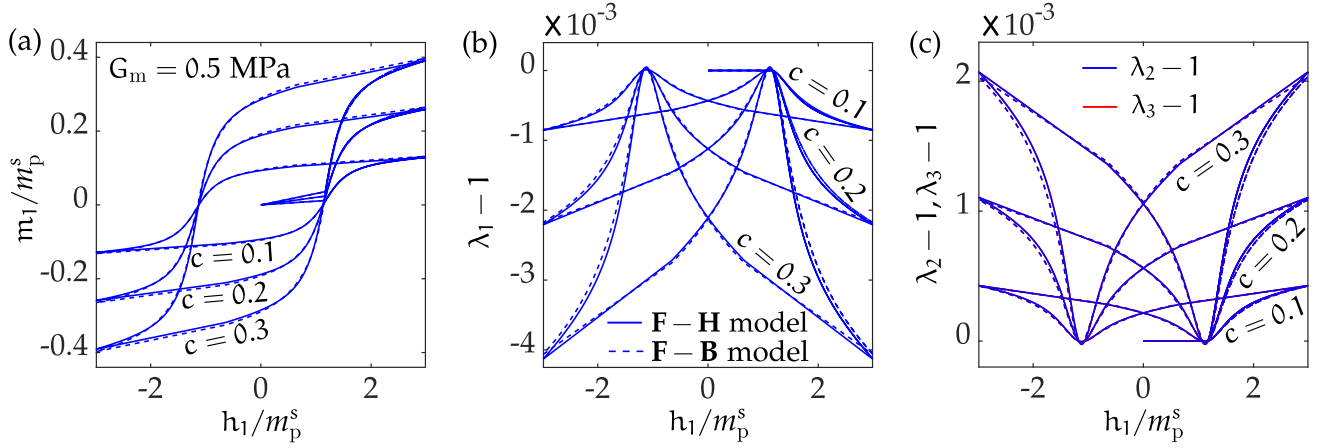 (a)
G_m = 0.5 MPa
0.4
0.2
0
-0.2
-0.4
m_1/m_p^s
c = 0.1
c = 0.2
c = 0.3
-2
0
2
h_1/m_p^s
(b)
×10^-3
0
-1
-2
-3
-4
λ_1 − 1
c = 0.1
c = 0.2
c = 0.3
F − H model
F − B model
-2
0
2
h_1/m_p^s
(c)
×10^-3
2
1
0
λ_2 − 1, λ_3 − 1
λ_2 − 1
λ_3 − 1
c = 0.3
c = 0.2
c = 0.1
-2
0
2
h_1/m_p^s